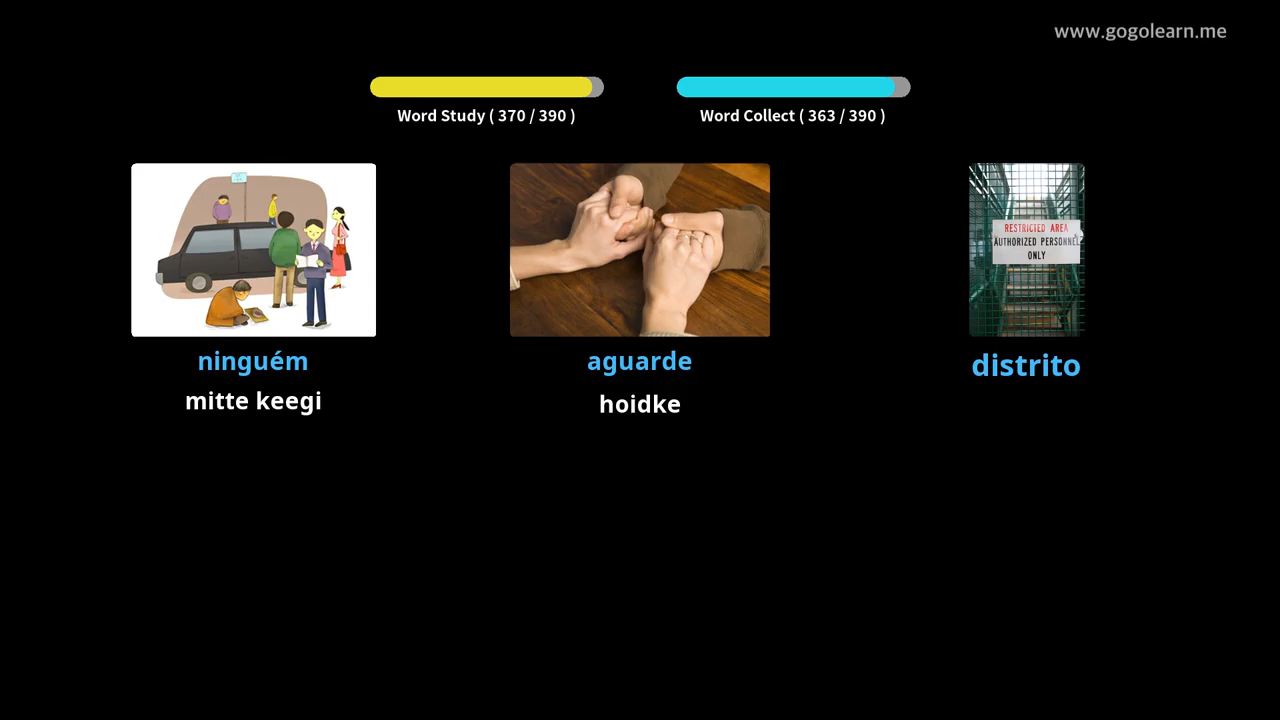 www.gogolearn.me
Word Study ( 370 / 390 )
Word Collect ( 363 / 390 )
RESTRICTED AREA
AUTHORIZED PERSONNEL
ONLY
ninguém
aguarde
distrito
mitte keegi
hoidke